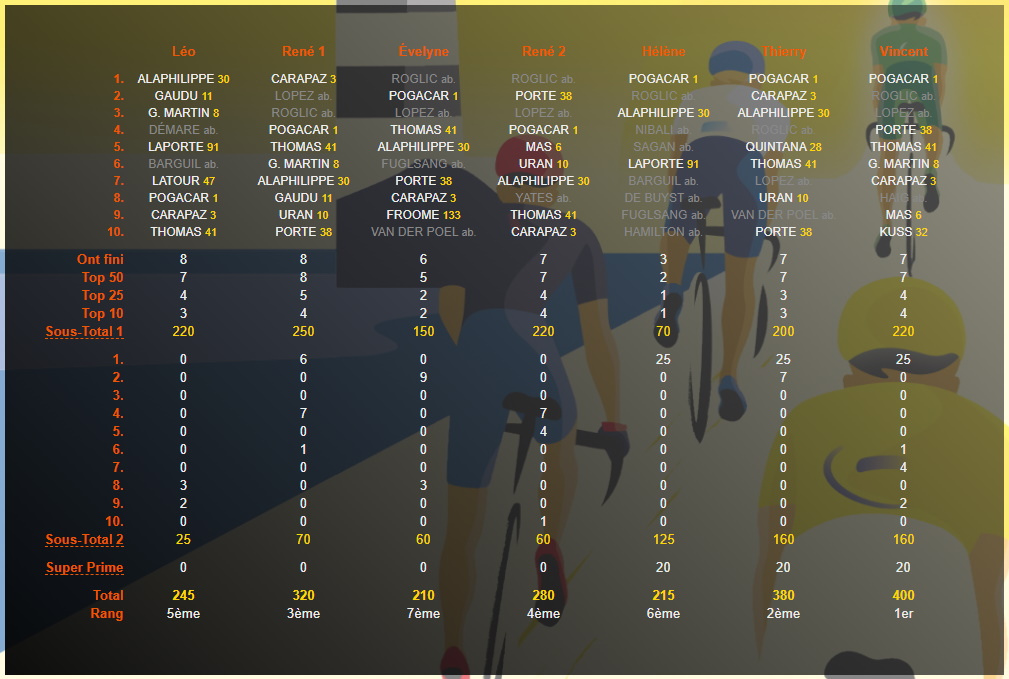 Léo René 1 Évelyne René 2 Hélène Thierry Vincent
1. ALAPHILIPPE 30 CARAPAZ 3 ROGLIC ab. ROGLIC ab. POGACAR 1 POGACAR 1 POGACAR 1
2. GAUDU 11 LOPEZ ab. POGACAR 1 PORTE 38 ROGLIC ab. CARAPAZ 3 ROGLIC ab.
3. G. MARTIN 8 ROGLIC ab. LOPEZ ab. LOPEZ ab. ALAPHILIPPE 30 ALAPHILIPPE 30 LOPEZ ab.
4. DÉMARE ab. POGACAR 1 THOMAS 41 POGACAR 1 NIBALI ab. ROGLIC ab. PORTE 38
5. LAPORTE 91 THOMAS 41 ALAPHILIPPE 30 MAS 6 SAGAN ab. QUINTANA 28 THOMAS 41
6. BARGUIL ab. G. MARTIN 8 FUGLSANG ab. URAN 10 LAPORTE 91 THOMAS 41 G. MARTIN 8
7. LATOUR 47 ALAPHILIPPE 30 PORTE 38 ALAPHILIPPE 30 BARGUIL ab. LOPEZ ab. CARAPAZ 3
8. POGACAR 1 GAUDU 11 CARAPAZ 3 YATES ab. DE BUYST ab. URAN 10 HAIG ab.
9. CARAPAZ 3 URAN 10 FROOME 133 THOMAS 41 FUGLSANG ab. VAN DER POEL ab. MAS 6
10. THOMAS 41 PORTE 38 VAN DER POEL ab. CARAPAZ 3 HAMILTON ab. PORTE 38 KUSS 32
Ont fini 8 8 6 7 3 7 7
Top 50 7 8 5 7 2 7 7
Top 25 4 5 2 4 1 3 4
Top 10 3 4 2 4 1 3 4
Sous-Total 1 220 250 150 220 70 200 220
1. 0 6 0 0 25 25 25
2. 0 0 9 0 0 7 0
3. 0 0 0 0 0 0 0
4. 0 7 0 7 0 0 0
5. 0 0 0 4 0 0 0
6. 0 1 0 0 0 0 1
7. 0 0 0 0 0 0 4
8. 3 0 3 0 0 0 0
9. 2 0 0 0 0 0 2
10. 0 0 0 1 0 0 0
Sous-Total 2 25 70 60 60 125 160 160
Super Prime 0 0 0 0 20 20 20
Total 245 320 210 280 215 380 400
Rang 5ème 3ème 7ème 4ème 6ème 2ème 1er